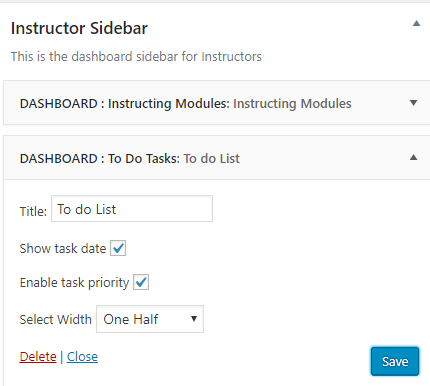 Instructor Sidebar
This is the dashboard sidebar for Instructors
DASHBOARD : Instructing Modules: Instructing Modules
DASHBOARD : To Do Tasks: To do List
Title: To do List
Show task date
Enable task priority
Select Width One Half
Delete | Close Save